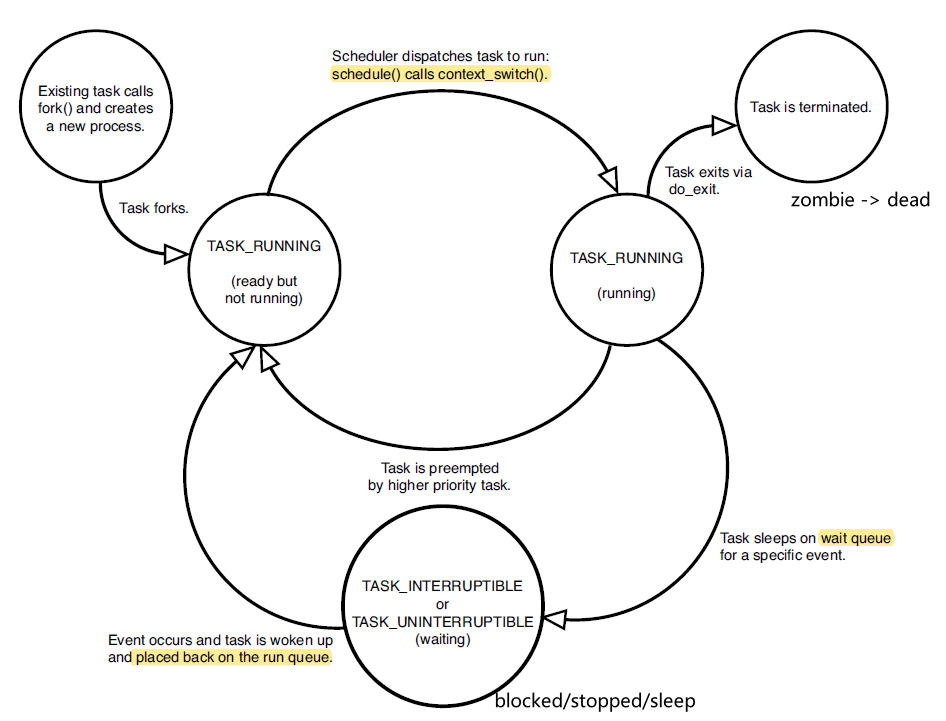 Scheduler dispatches task to run:
schedule() calls context_switch().
Existing task calls
fork() and creates
a new process.
Task is terminated.
Task exits via
do_exit.
zombie -> dead
Task forks.
TASK_RUNNING
(ready but
not running)
TASK_RUNNING
(running)
Task is preempted
by higher priority task.
Task sleeps on wait queue
for a specific event.
TASK_INTERRUPTIBLE
or
TASK_UNINTERRUPTIBLE
(waiting)
Event occurs and task is woken up
and placed back on the run queue.
blocked/stopped/sleep